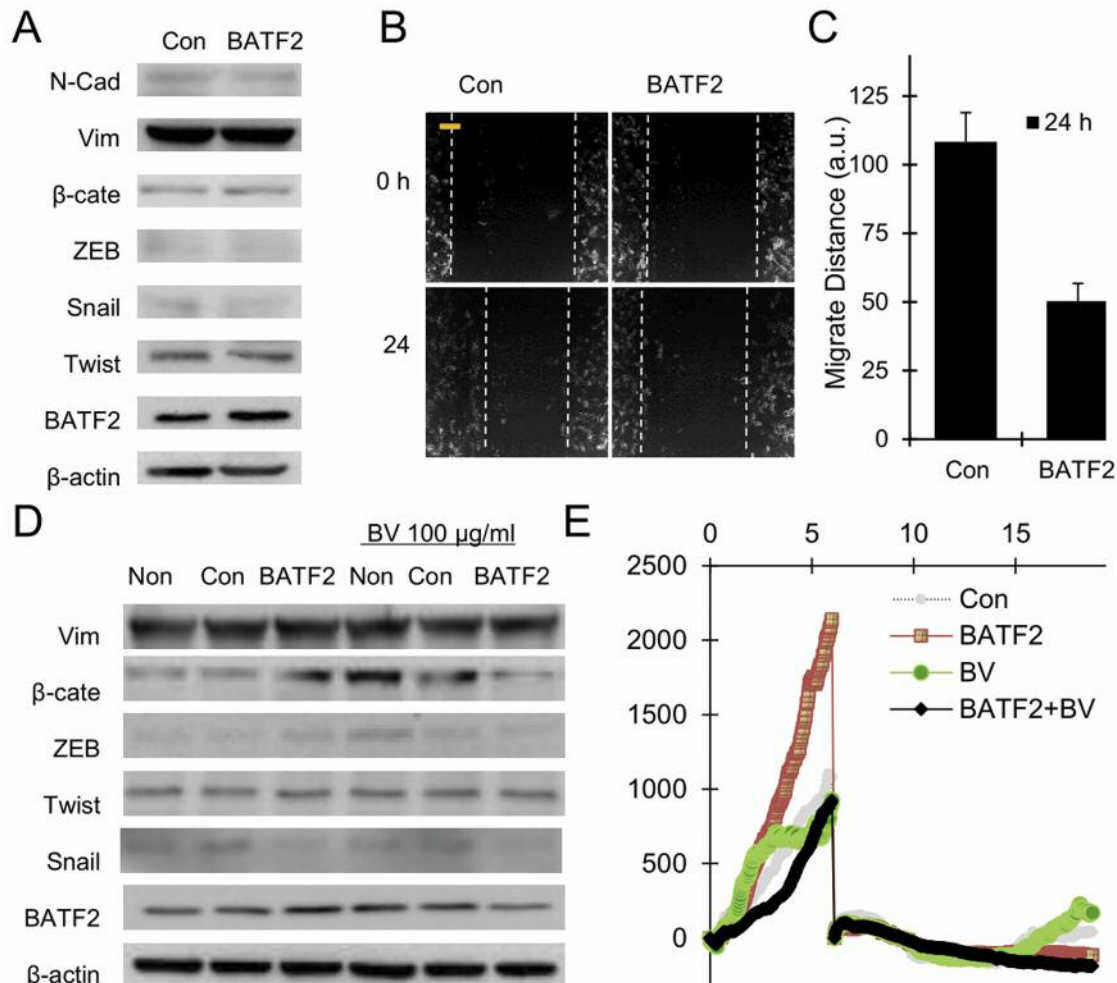 A
Con BATF2
N-Cad
Vim
β-cate
ZEB
Snail
Twist
BATF2
β-actin
B
Con BATF2
0 h
24
C
Migrate Distance (a.u.)
125
100
75
50
25
0
■ 24 h
Con BATF2
D
BV 100 µg/ml
Non Con BATF2 Non Con BATF2
Vim
β-cate
ZEB
Twist
Snail
BATF2
β-actin
E
0 5 10 15
2500
2000
1500
1000
500
0
Con
BATF2
BV
BATF2+BV